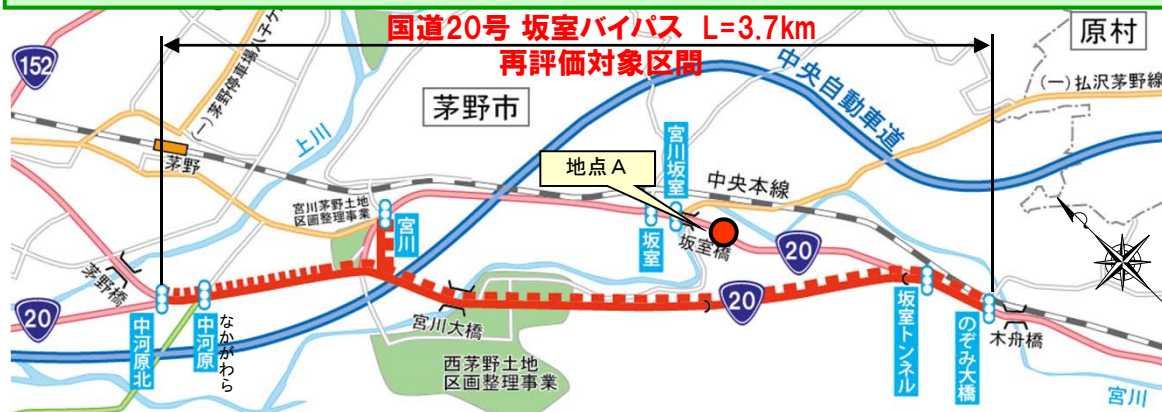 国道20号 坂室バイパス L=3.7km
再評価対象区間
原村
152
(一)茅野停車場八子ケ
中央自動車道
(一)払沢茅野線
茅野市
上川
茅野
地点A
宮川坂室
中央本線
宮川茅野土地
区画整理事業
宮川
坂室
坂室橋
20
茅野橋
20
中河原北
中河原
なかがわら
宮川大橋
20
坂室トンネル
のぞみ大橋
木舟橋
西茅野土地
区画整理事業
宮川